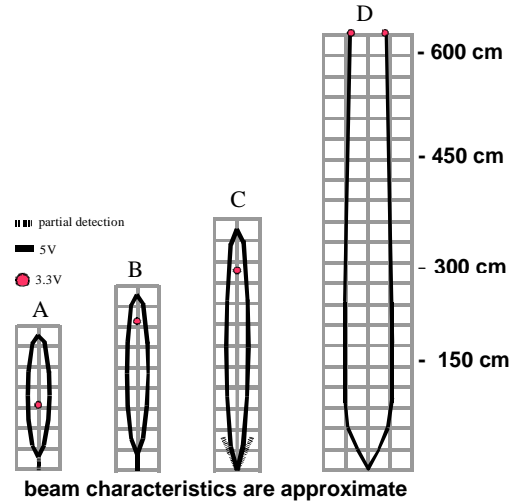 D
- 600 cm
- 450 cm
C
partial detection
5V
- 300 cm
B
3.3V
A
- 150 cm
beam characteristics are approximate